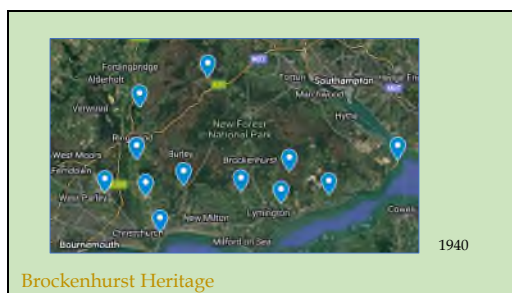 Fordingbridge
Alderholt
Verwood
Totton
Southampton
Marchwood
Hythe
New Forest
National Park
Ringwood
West Moors
Ferndown
Burley
Brockenhurst
West Parley
New Milton
Lymington
Cowes
Christchurch
Bournemouth
Milford on Sea
1940
Brockenhurst Heritage